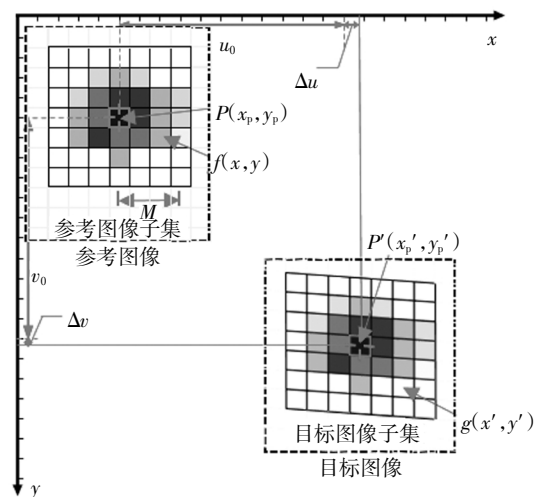 x
u₀
Δu
P(xₚ,yₚ)
f(x,y)
M
参考图像子集
参考图像
P′(xₚ′,yₚ′)
v₀
Δv
g(x′,y′)
目标图像子集
目标图像
y